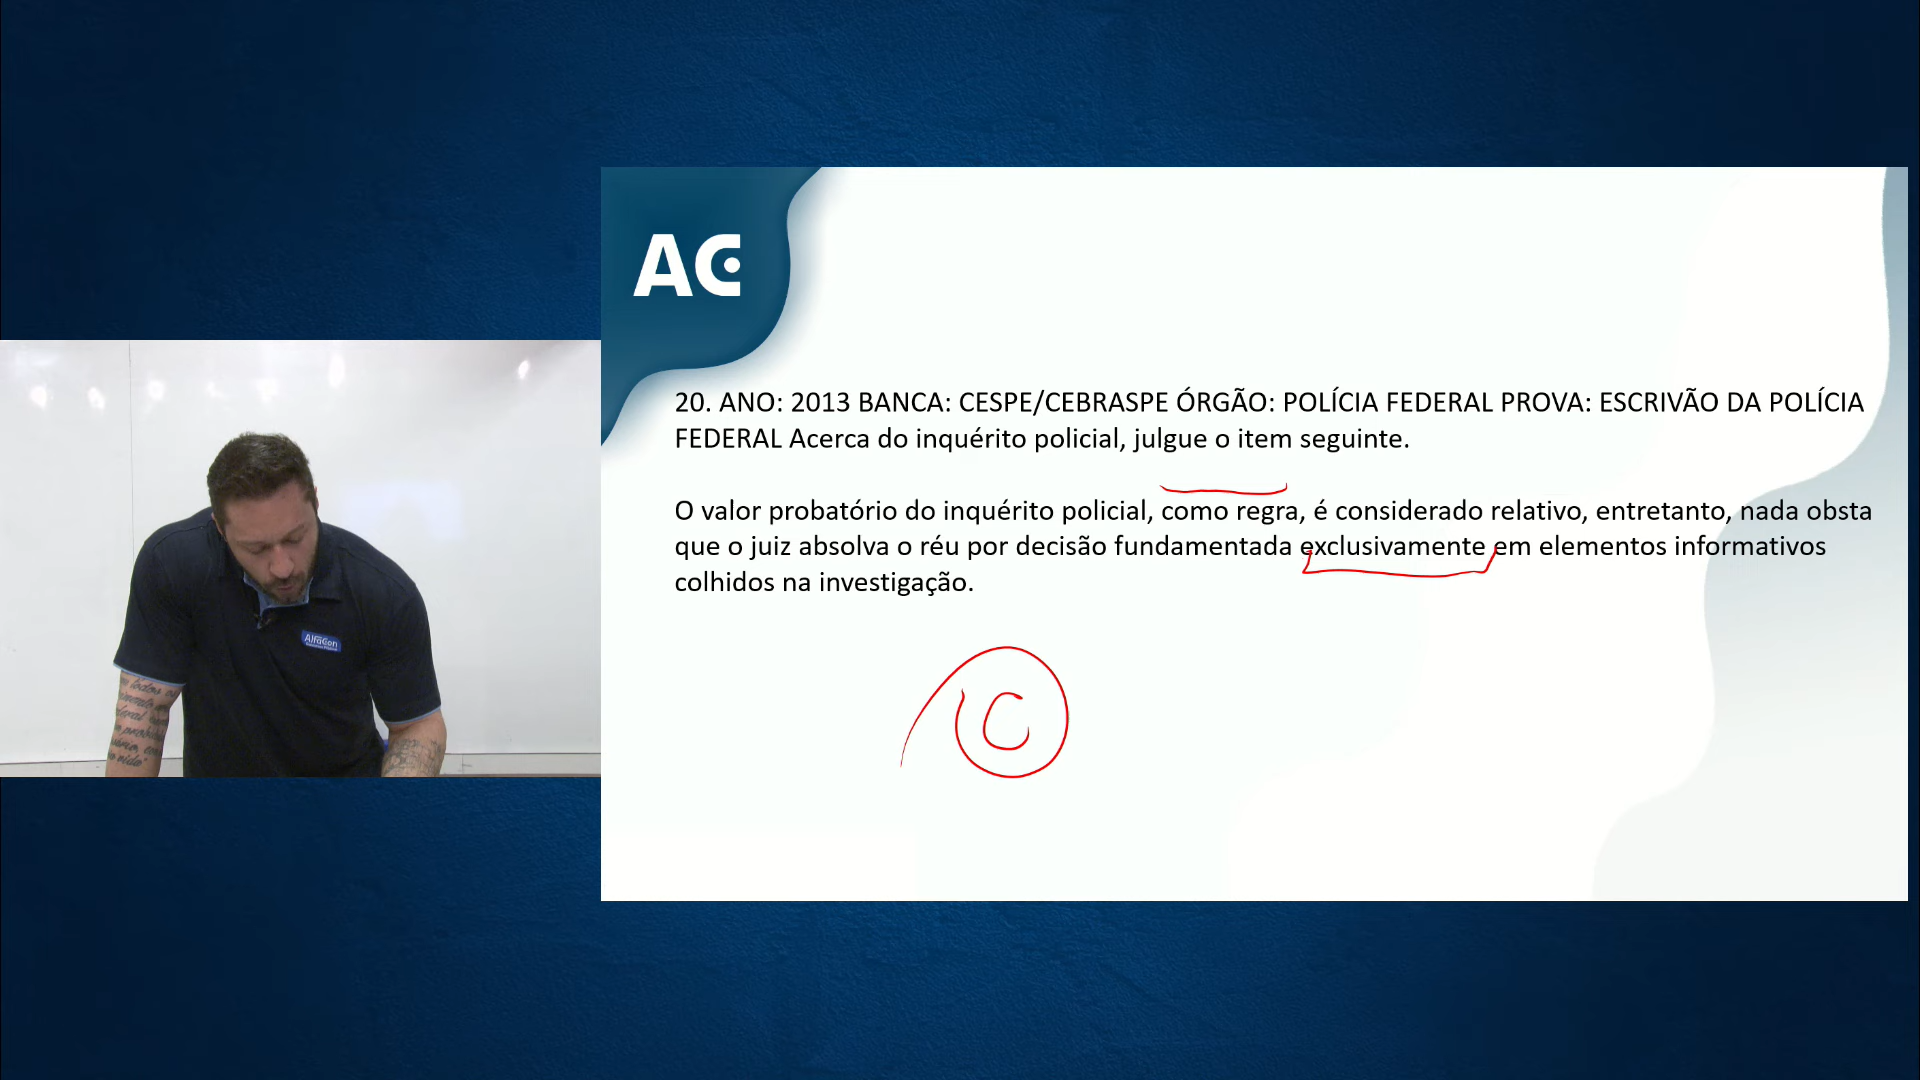 AC
20. ANO: 2013 BANCA: CESPE/CEBRASPE ÓRGÃO: POLÍCIA FEDERAL PROVA: ESCRIVÃO DA POLÍCIA
FEDERAL Acerca do inquérito policial, julgue o item seguinte.
O valor probatório do inquérito policial, como regra, é considerado relativo, entretanto, nada obsta
que o juiz absolva o réu por decisão fundamentada exclusivamente em elementos informativos
colhidos na investigação.
C
AlfaCon